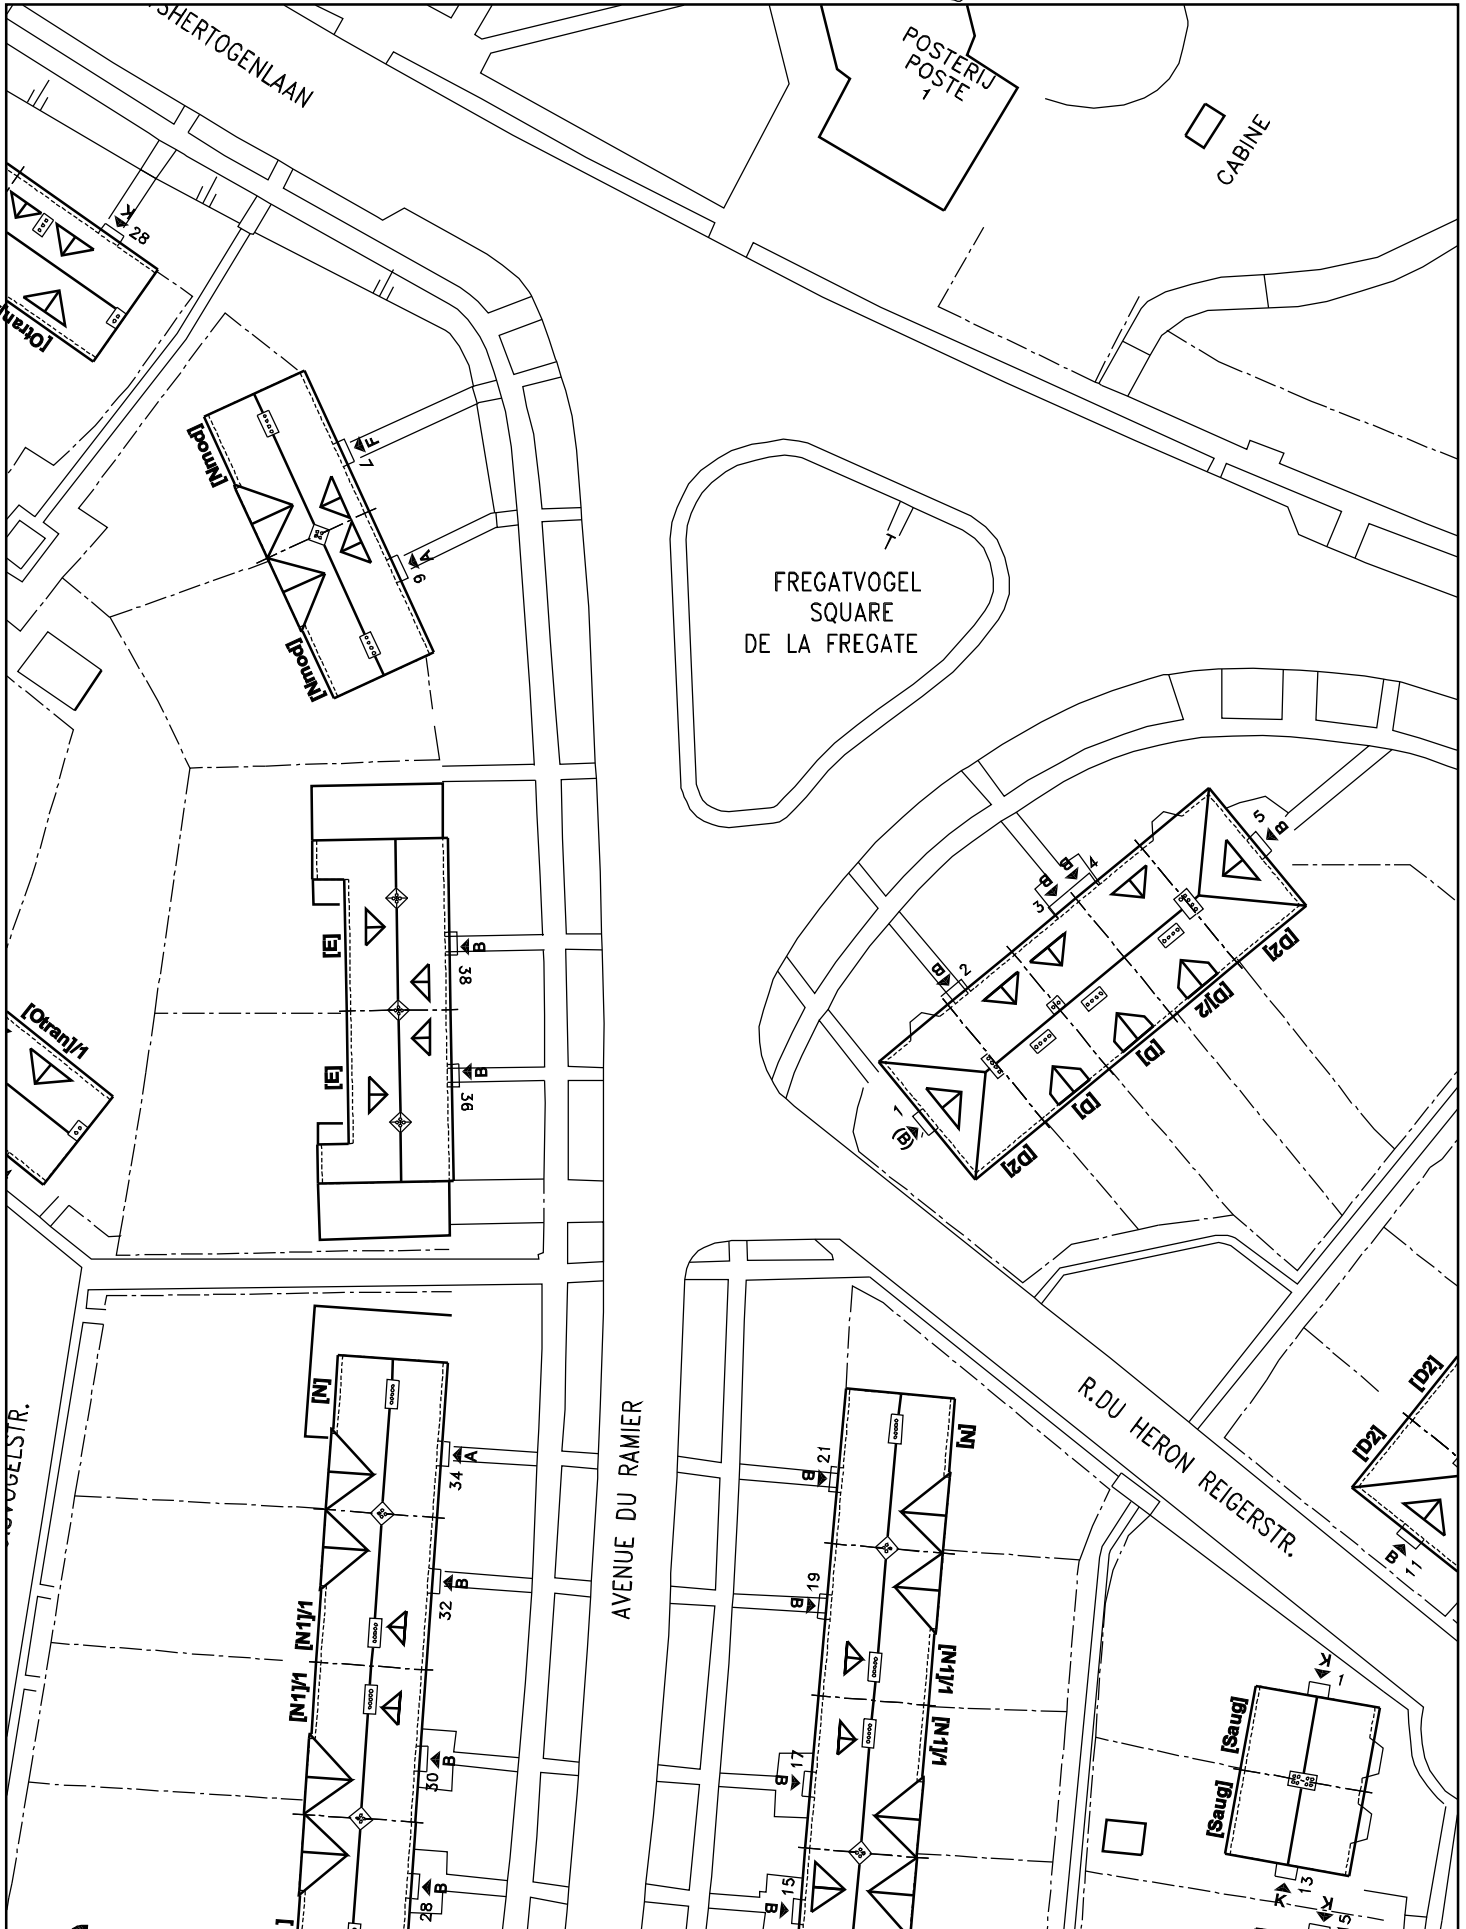 SHERTOGENLAAN
POSTERIJ
POSTE
1
CABINE
K
28
[Otran]
[Nmod]
F
7
A
6
[Nmod]
T
FREGATVOGEL
SQUARE
DE LA FREGATE
[E]
B
38
[E]
B
36
[Otran]/1
5
B
B
4
B
3
B
2
1
(B)
[D2]
[D]/2
[D]
[D]
[D2]
[N]
A
34
B
32
[N1]/1
[N1]/1
B
30
B
28
]
AVENUE DU RAMIER
21
B
[N]
19
B
[N1]/1
[N1]/1
17
B
15
B
R.DU HERON REIGERSTR.
[D2]
[D2]
B
11
K
1
[Saug]
[Saug]
K
13
K
15